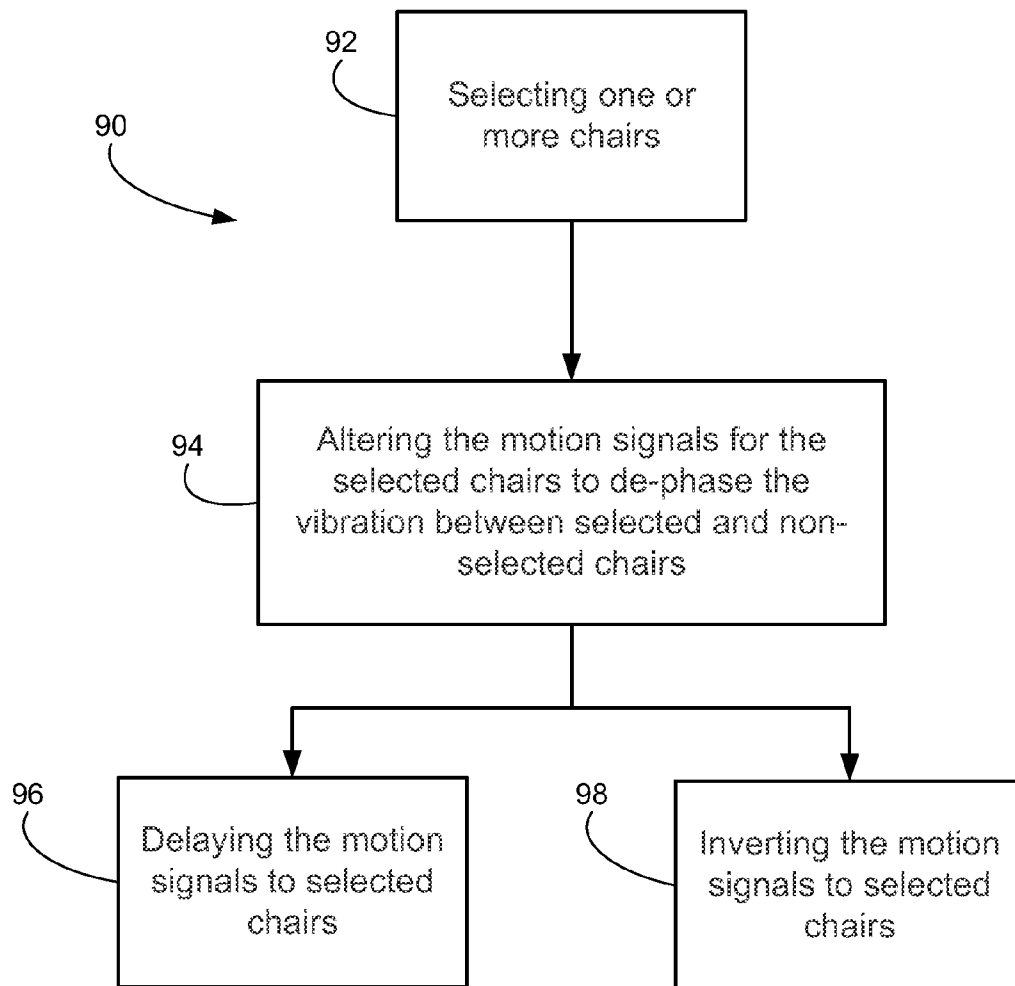 92
Selecting one or
more chairs
90
94
Altering the motion signals for the
selected chairs to de-phase the
vibration between selected and non-
selected chairs
96
Delaying the motion
signals to selected
chairs
98
Inverting the motion
signals to selected
chairs